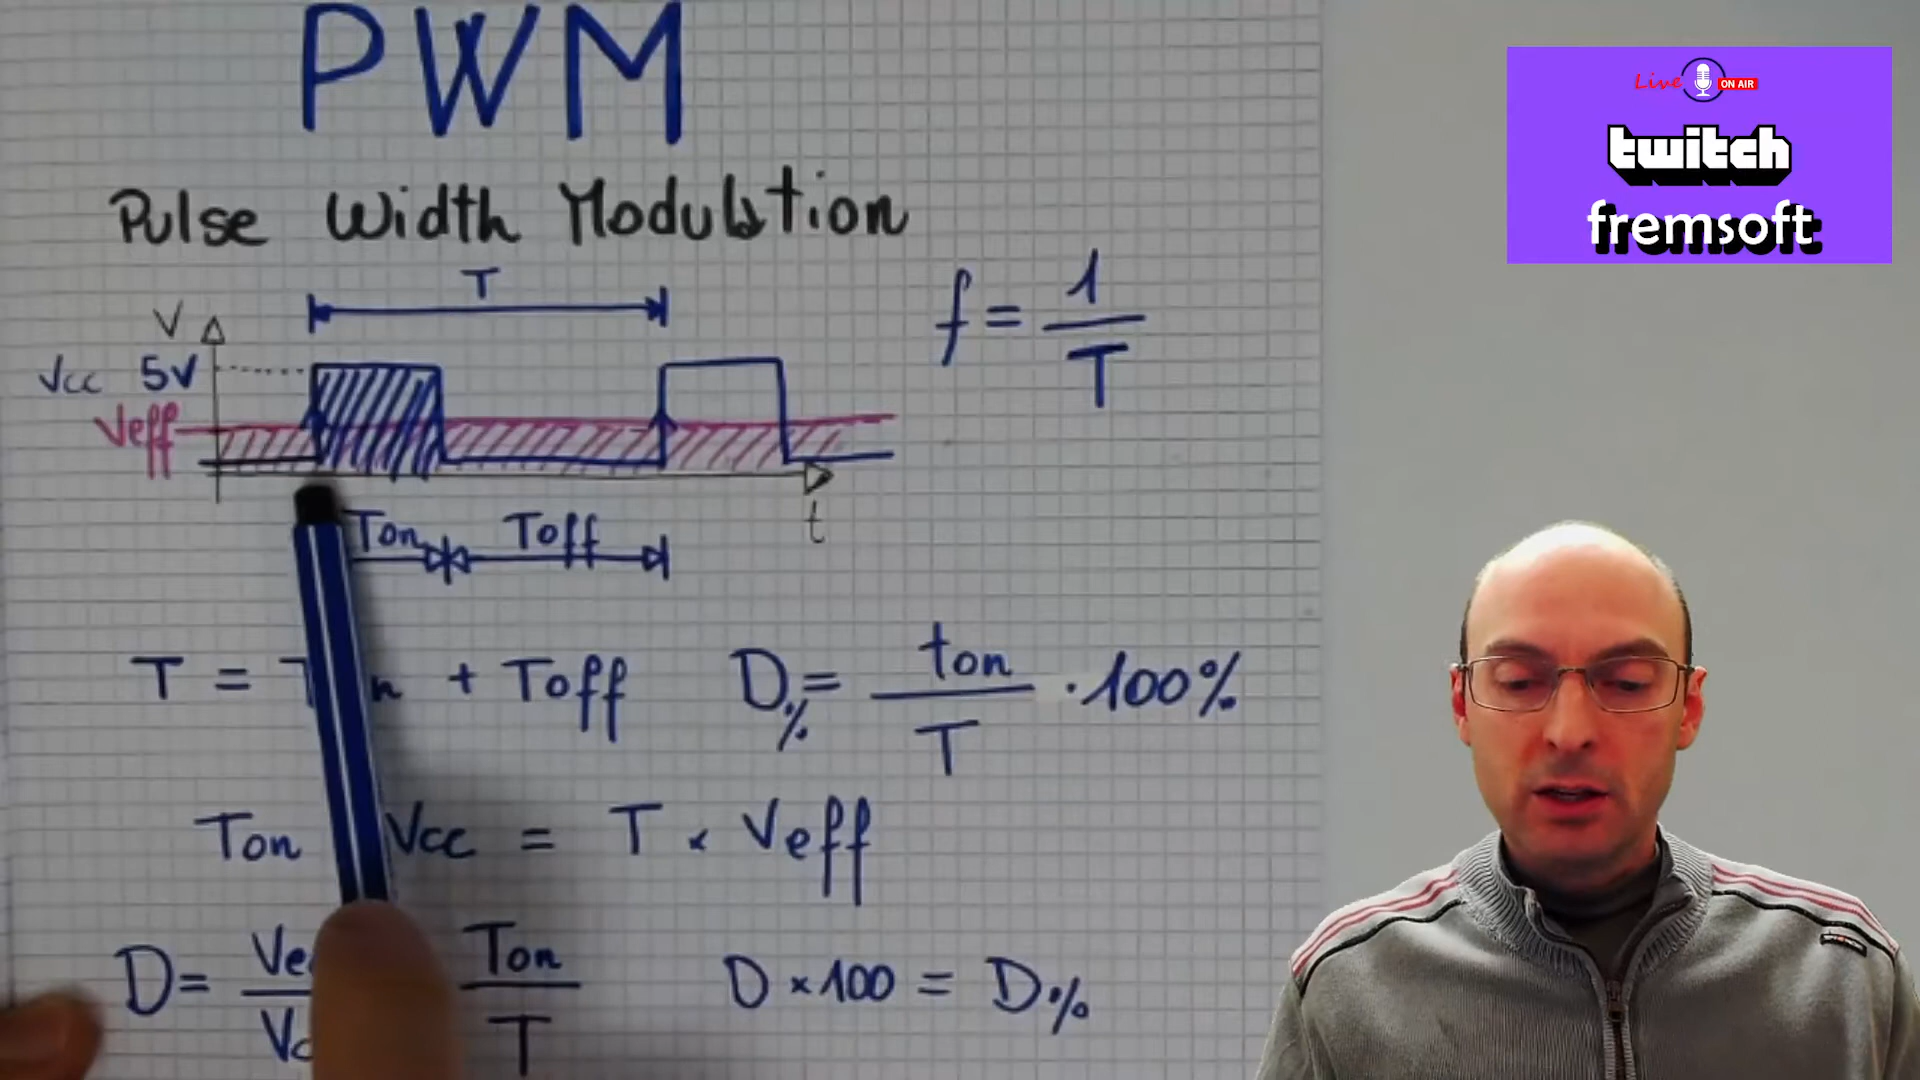 PWM
Pulse Width Modulation
T
V
Vcc 5V
Veff
t
Ton Toff
f = 1 / T
T = + Toff
D% = ton / T · 100%
Ton Vcc = T × Veff
D = Ton / T
D × 100 = D%
Live ON AIR
twitch
fremsoft